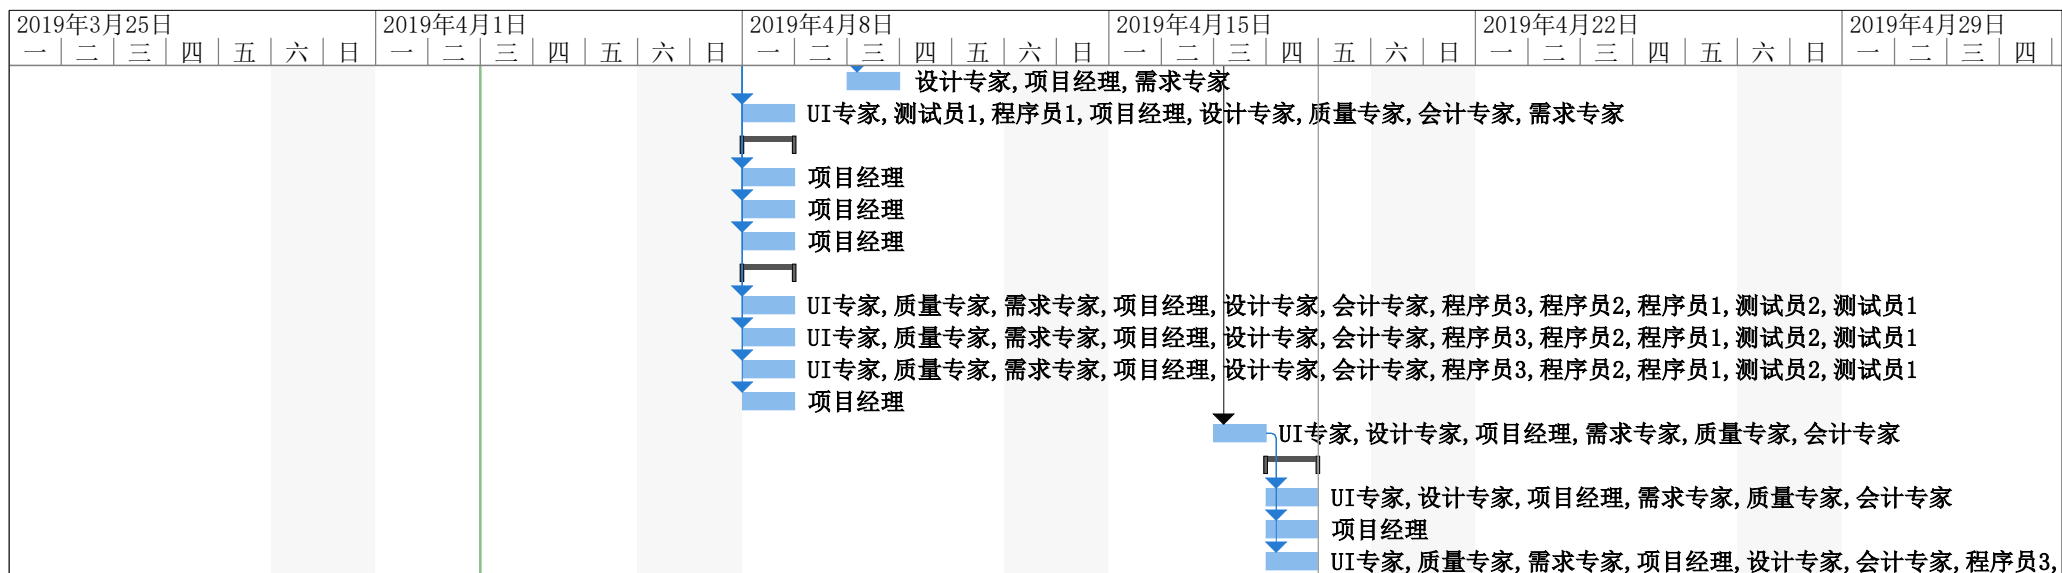 2019年3月25日 2019年4月1日 2019年4月8日 2019年4月15日 2019年4月22日 2019年4月29日
一 二 三 四 五 六 日 一 二 三 四 五 六 日 一 二 三 四 五 六 日 一 二 三 四 五 六 日 一 二 三 四 五 六 日 一 二 三 四
设计专家,项目经理,需求专家
UI专家,测试员1,程序员1,项目经理,设计专家,质量专家,会计专家,需求专家
项目经理
项目经理
项目经理
UI专家,质量专家,需求专家,项目经理,设计专家,会计专家,程序员3,程序员2,程序员1,测试员2,测试员1
UI专家,质量专家,需求专家,项目经理,设计专家,会计专家,程序员3,程序员2,程序员1,测试员2,测试员1
UI专家,质量专家,需求专家,项目经理,设计专家,会计专家,程序员3,程序员2,程序员1,测试员2,测试员1
项目经理
UI专家,设计专家,项目经理,需求专家,质量专家,会计专家
UI专家,设计专家,项目经理,需求专家,质量专家,会计专家
项目经理
UI专家,质量专家,需求专家,项目经理,设计专家,会计专家,程序员3,